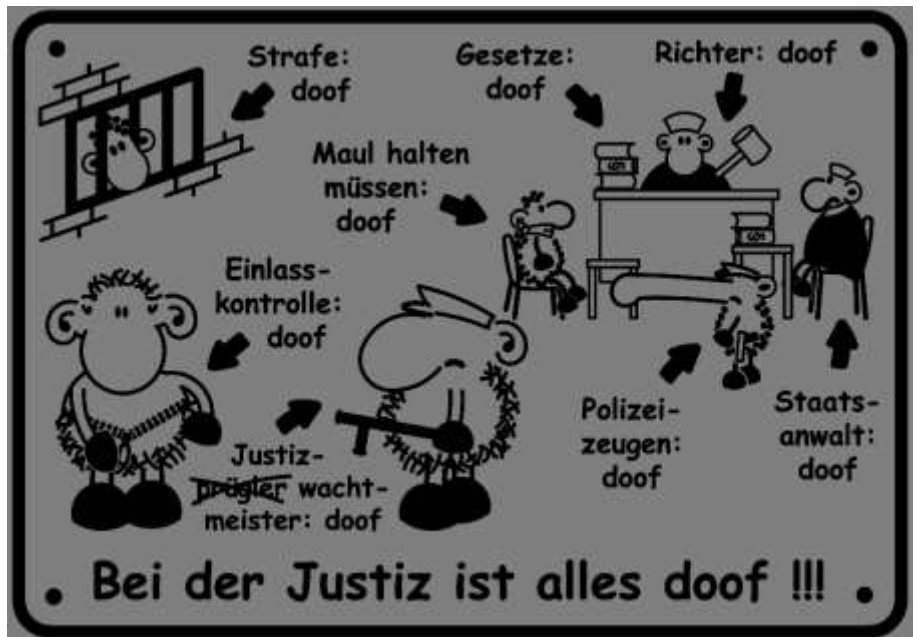 Strafe:
doof
Gesetze:
doof
Richter: doof
Maul halten
müssen:
doof
Einlass-
kontrolle:
doof
Justiz-
prügler wacht-
meister: doof
Polizei-
zeugen:
doof
Staats-
anwalt:
doof
Bei der Justiz ist alles doof !!!